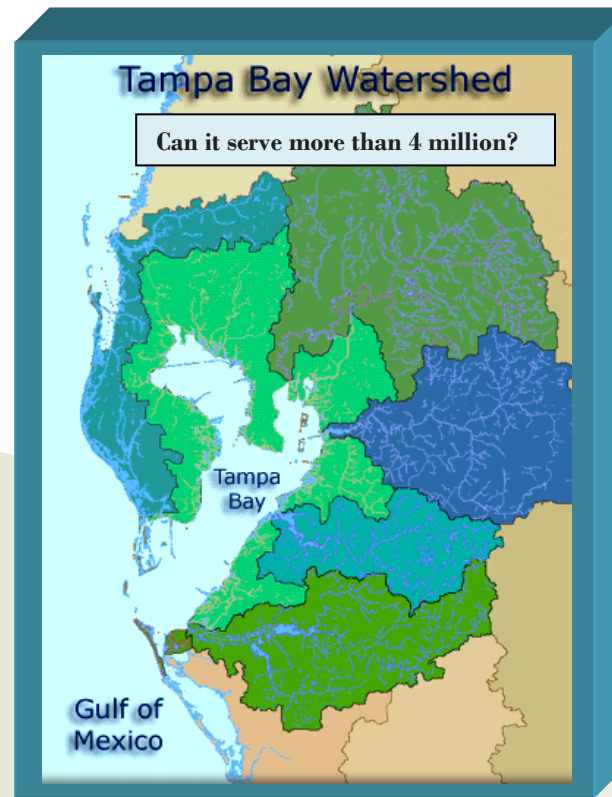 Tampa Bay Watershed
Can it serve more than 4 million?
Tampa
Bay
Gulf of
Mexico